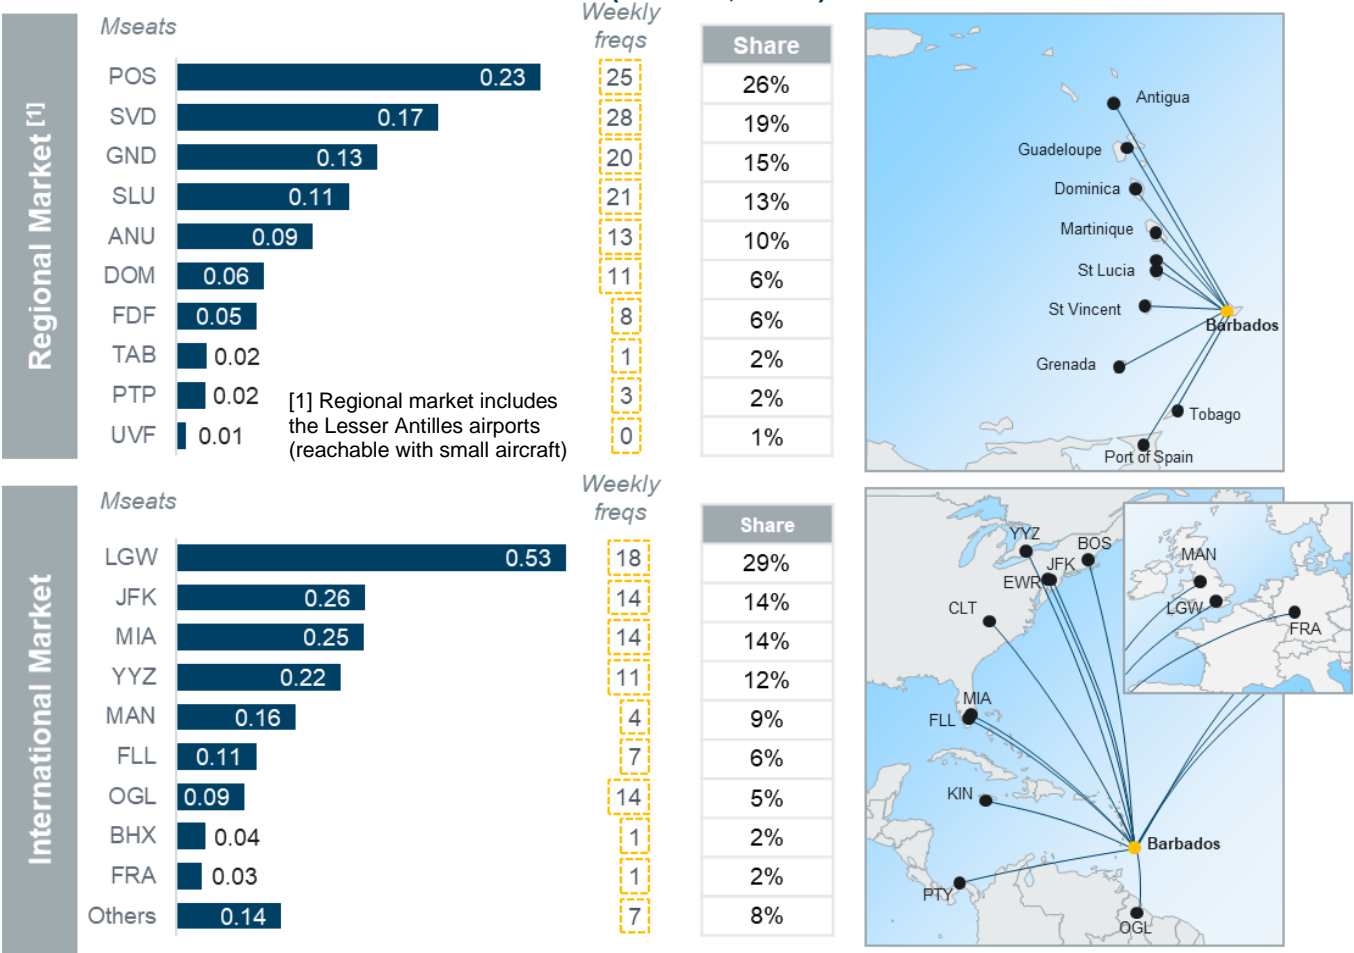 Mseats
Weekly
freqs
Share
Regional Market [1]
POS 0.23 25 26%
SVD 0.17 28 19%
GND 0.13 20 15%
SLU 0.11 21 13%
ANU 0.09 13 10%
DOM 0.06 11 6%
FDF 0.05 8 6%
TAB 0.02 1 2%
PTP 0.02 3 2%
UVF 0.01 0 1%
[1] Regional market includes
the Lesser Antilles airports
(reachable with small aircraft)
Antigua
Guadeloupe
Dominica
Martinique
St Lucia
St Vincent
Barbados
Grenada
Tobago
Port of Spain
Mseats
Weekly
freqs
Share
International Market
LGW 0.53 18 29%
JFK 0.26 14 14%
MIA 0.25 14 14%
YYZ 0.22 11 12%
MAN 0.16 4 9%
FLL 0.11 7 6%
OGL 0.09 14 5%
BHX 0.04 1 2%
FRA 0.03 1 2%
Others 0.14 7 8%
YYZ
BOS
JFK
EWR
CLT
MIA
FLL
KIN
PTY
Barbados
OGL
MAN
LGW
FRA